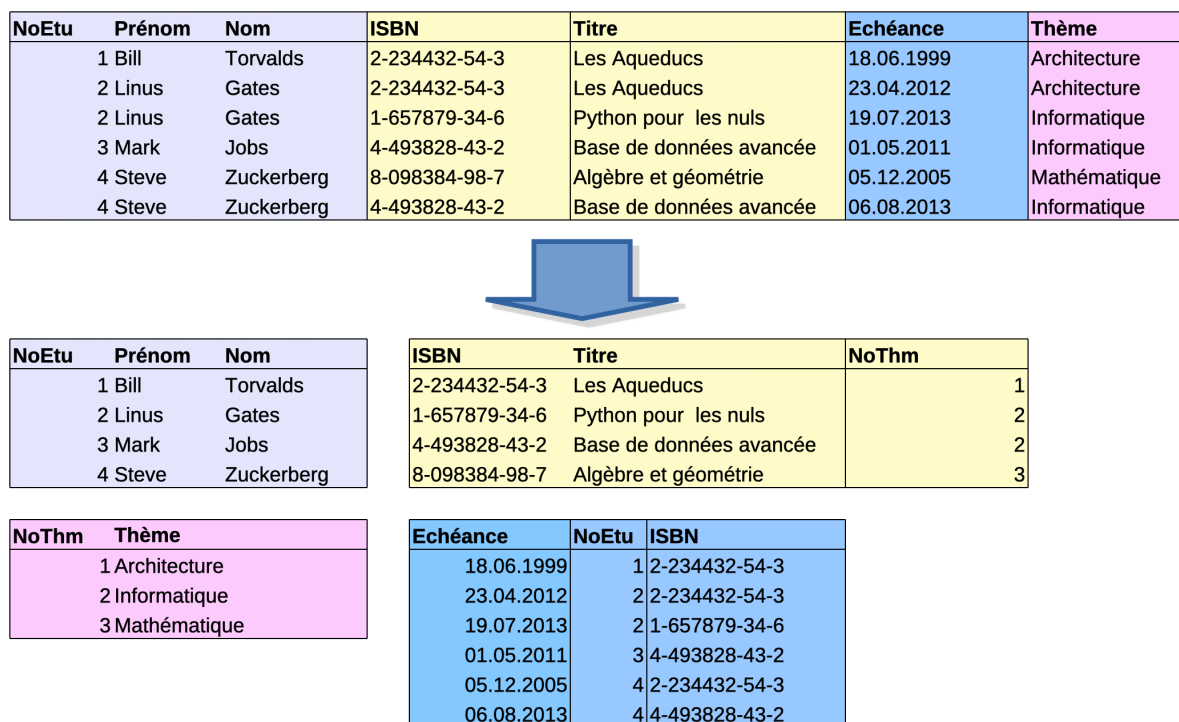 NoEtu Prénom Nom ISBN Titre Echéance Thème
1 Bill Torvalds 2-234432-54-3 Les Aqueducs 18.06.1999 Architecture
2 Linus Gates 2-234432-54-3 Les Aqueducs 23.04.2012 Architecture
2 Linus Gates 1-657879-34-6 Python pour les nuls 19.07.2013 Informatique
3 Mark Jobs 4-493828-43-2 Base de données avancée 01.05.2011 Informatique
4 Steve Zuckerberg 8-098384-98-7 Algèbre et géométrie 05.12.2005 Mathématique
4 Steve Zuckerberg 4-493828-43-2 Base de données avancée 06.08.2013 Informatique
NoEtu Prénom Nom
1 Bill Torvalds
2 Linus Gates
3 Mark Jobs
4 Steve Zuckerberg
ISBN Titre NoThm
2-234432-54-3 Les Aqueducs 1
1-657879-34-6 Python pour les nuls 2
4-493828-43-2 Base de données avancée 2
8-098384-98-7 Algèbre et géométrie 3
NoThm Thème
1 Architecture
2 Informatique
3 Mathématique
Echéance NoEtu ISBN
18.06.1999 1 2-234432-54-3
23.04.2012 2 2-234432-54-3
19.07.2013 2 1-657879-34-6
01.05.2011 3 4-493828-43-2
05.12.2005 4 2-234432-54-3
06.08.2013 4 4-493828-43-2